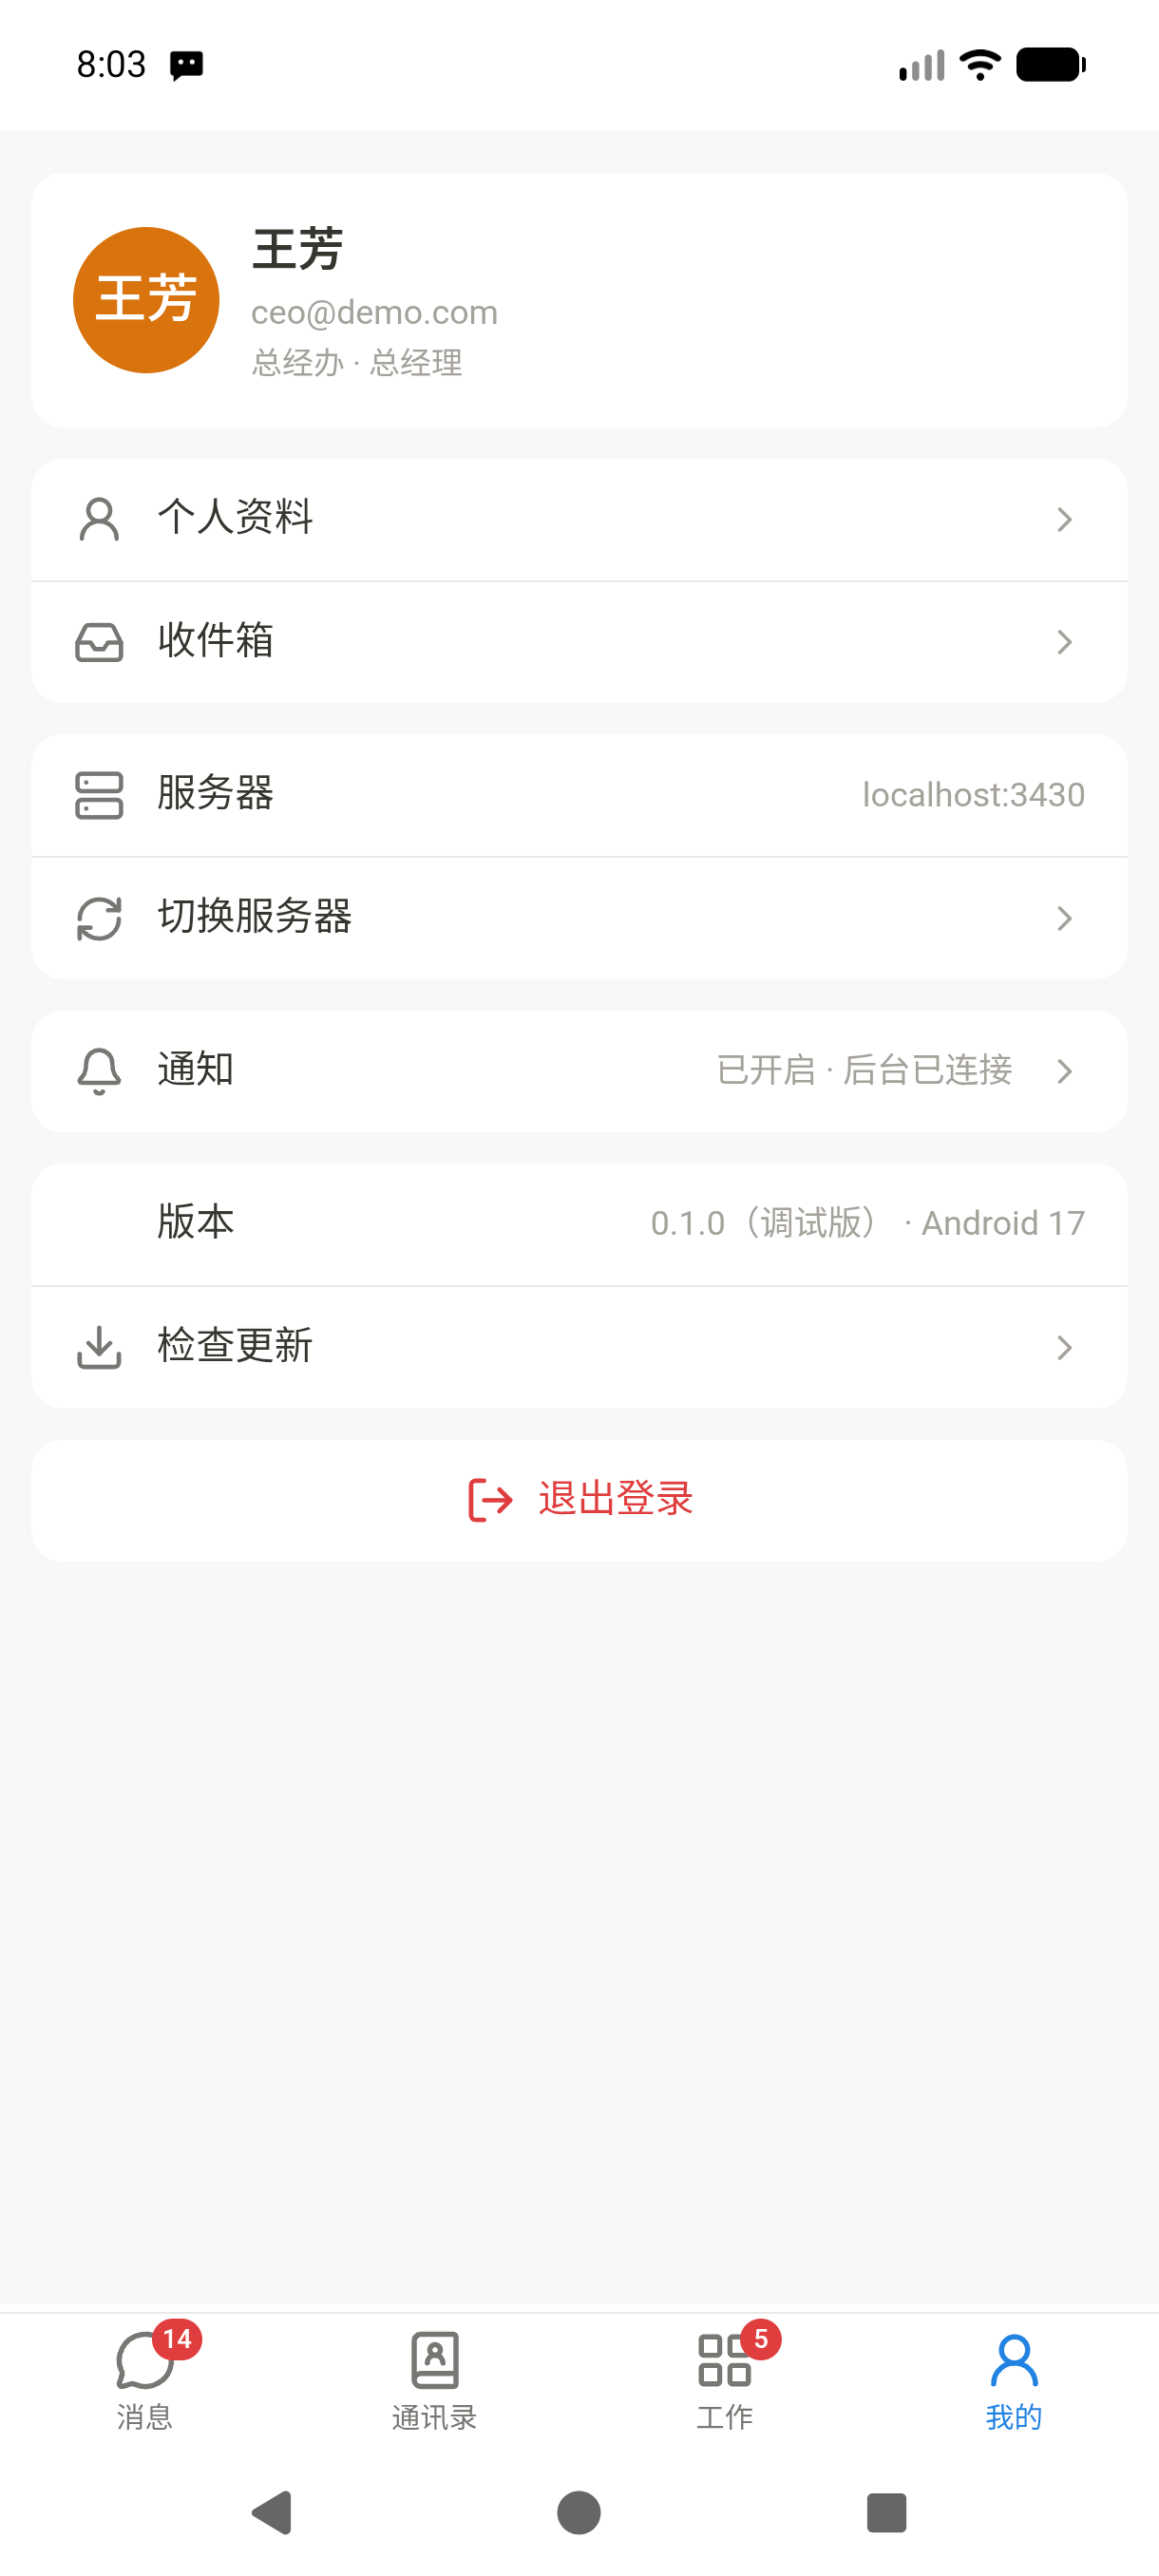 8:03
王芳
王芳
ceo@demo.com
总经办 · 总经理
个人资料
收件箱
服务器
localhost:3430
切换服务器
通知
已开启 · 后台已连接
版本
0.1.0（调试版） · Android 17
检查更新
退出登录
14
5
消息
通讯录
工作
我的